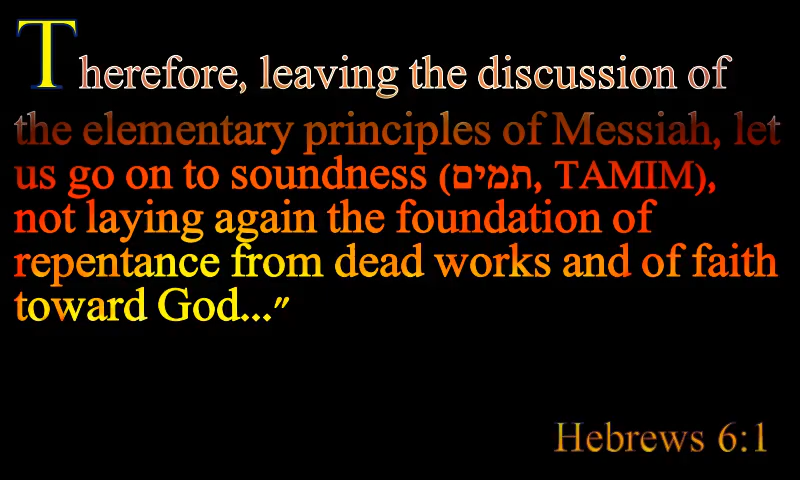 Therefore, leaving the discussion of
the elementary principles of Messiah, let
us go on to soundness (תמים, TAMIM),
not laying again the foundation of
repentance from dead works and of faith
toward God...”
Hebrews 6:1